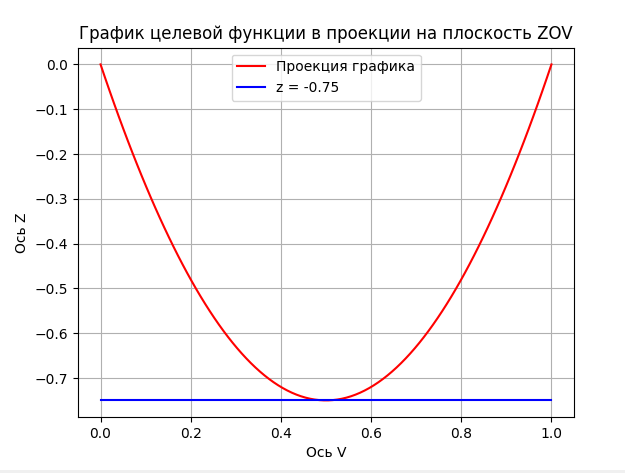 График целевой функции в проекции на плоскость ZOV
Проекция графика
z = -0.75
0.0
−0.1
−0.2
−0.3
−0.4
−0.5
−0.6
−0.7
Ось Z
0.0 0.2 0.4 0.6 0.8 1.0
Ось V